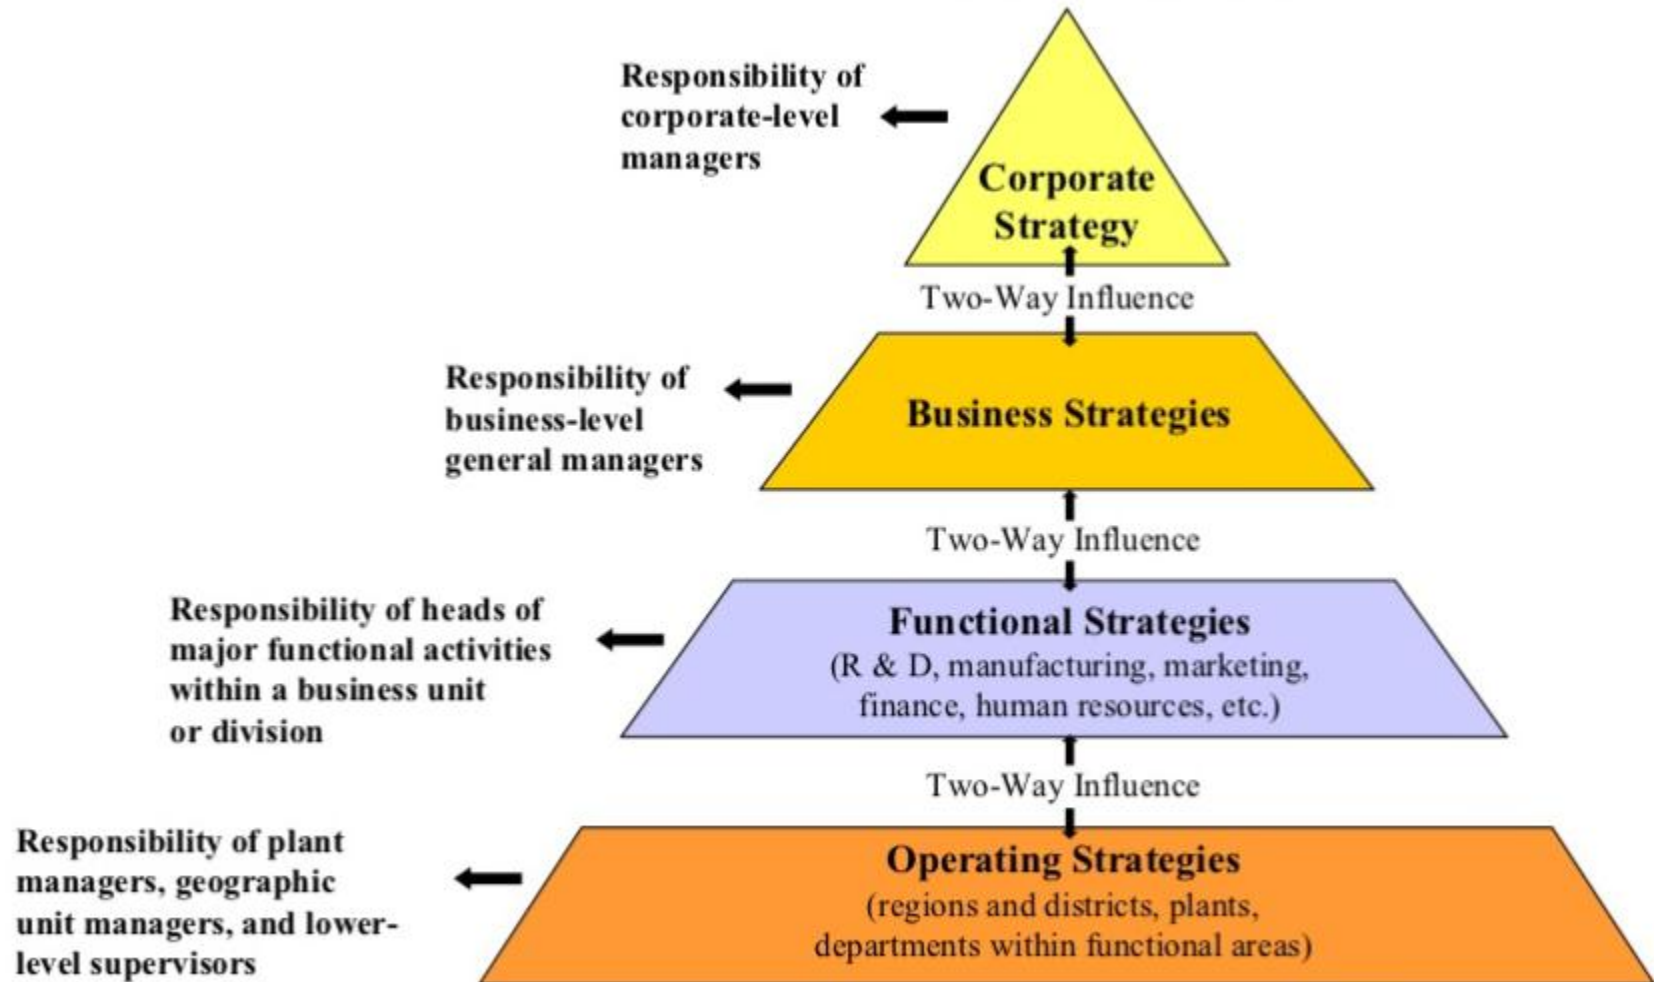 Responsibility of
corporate-level
managers
Corporate
Strategy
Two-Way Influence
Responsibility of
business-level
general managers
Business Strategies
Two-Way Influence
Responsibility of heads of
major functional activities
within a business unit
or division
Functional Strategies
(R & D, manufacturing, marketing,
finance, human resources, etc.)
Two-Way Influence
Responsibility of plant
managers, geographic
unit managers, and lower-
level supervisors
Operating Strategies
(regions and districts, plants,
departments within functional areas)